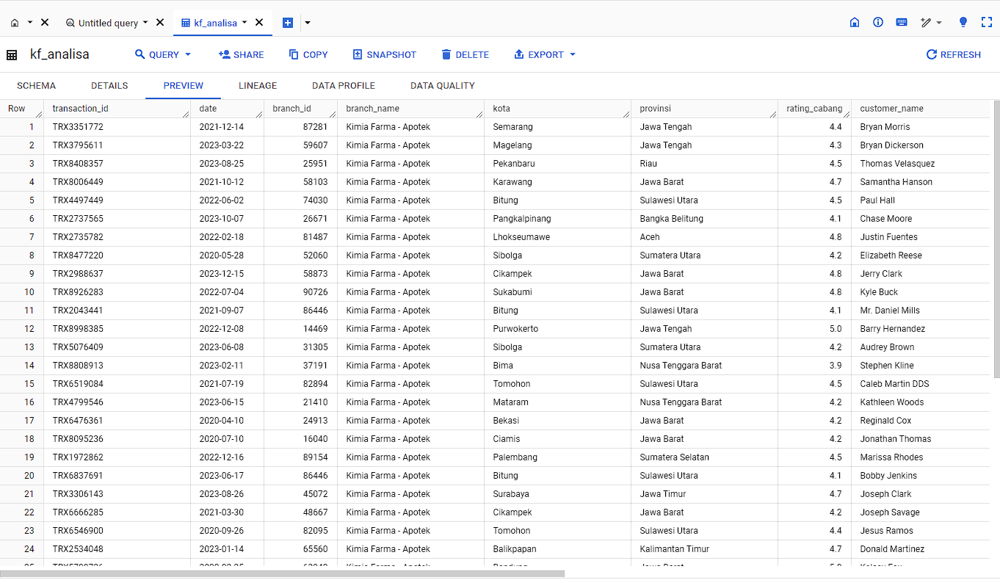 Untitled query kf_analisa
kf_analisa QUERY SHARE COPY SNAPSHOT DELETE EXPORT REFRESH
SCHEMA DETAILS PREVIEW LINEAGE DATA PROFILE DATA QUALITY
Row transaction_id date branch_id branch_name kota provinsi rating_cabang customer_name
1 TRX3351772 2021-12-14 87281 Kimia Farma - Apotek Semarang Jawa Tengah 4.4 Bryan Morris
2 TRX3795611 2023-03-22 59607 Kimia Farma - Apotek Magelang Jawa Tengah 4.3 Bryan Dickerson
3 TRX8408357 2023-08-25 25951 Kimia Farma - Apotek Pekanbaru Riau 4.5 Thomas Velasquez
4 TRX8006449 2021-10-12 58103 Kimia Farma - Apotek Karawang Jawa Barat 4.7 Samantha Hanson
5 TRX4497449 2022-06-02 74030 Kimia Farma - Apotek Bitung Sulawesi Utara 4.5 Paul Hall
6 TRX2737565 2023-10-07 26671 Kimia Farma - Apotek Pangkalpinang Bangka Belitung 4.1 Chase Moore
7 TRX2735782 2022-02-18 81487 Kimia Farma - Apotek Lhokseumawe Aceh 4.8 Justin Fuentes
8 TRX8477220 2020-05-28 52060 Kimia Farma - Apotek Sibolga Sumatera Utara 4.2 Elizabeth Reese
9 TRX2988637 2023-12-15 58873 Kimia Farma - Apotek Cikampek Jawa Barat 4.8 Jerry Clark
10 TRX8926283 2022-07-04 90726 Kimia Farma - Apotek Sukabumi Jawa Barat 4.8 Kyle Buck
11 TRX2043441 2021-09-07 86446 Kimia Farma - Apotek Bitung Sulawesi Utara 4.1 Mr. Daniel Mills
12 TRX8998385 2022-12-08 14469 Kimia Farma - Apotek Purwokerto Jawa Tengah 5.0 Barry Hernandez
13 TRX5076409 2023-06-08 31305 Kimia Farma - Apotek Sibolga Sumatera Utara 4.2 Audrey Brown
14 TRX8808913 2023-02-11 37191 Kimia Farma - Apotek Bima Nusa Tenggara Barat 3.9 Stephen Kline
15 TRX6519084 2021-07-19 82894 Kimia Farma - Apotek Tomohon Sulawesi Utara 4.5 Caleb Martin DDS
16 TRX4799546 2023-06-15 21410 Kimia Farma - Apotek Mataram Nusa Tenggara Barat 4.2 Kathleen Woods
17 TRX6476361 2020-04-10 24913 Kimia Farma - Apotek Bekasi Jawa Barat 4.2 Reginald Cox
18 TRX8095236 2020-07-10 16040 Kimia Farma - Apotek Ciamis Jawa Barat 4.2 Jonathan Thomas
19 TRX1972862 2022-12-16 89154 Kimia Farma - Apotek Palembang Sumatera Selatan 4.5 Marissa Rhodes
20 TRX6837691 2023-06-17 86446 Kimia Farma - Apotek Bitung Sulawesi Utara 4.1 Bobby Jenkins
21 TRX3306143 2023-08-26 45072 Kimia Farma - Apotek Surabaya Jawa Timur 4.7 Joseph Clark
22 TRX6666285 2021-03-30 48667 Kimia Farma - Apotek Cikampek Jawa Barat 4.2 Joseph Savage
23 TRX6546900 2020-09-26 82095 Kimia Farma - Apotek Tomohon Sulawesi Utara 4.4 Jesus Ramos
24 TRX2534048 2023-01-14 65560 Kimia Farma - Apotek Balikpapan Kalimantan Timur 4.7 Donald Martinez